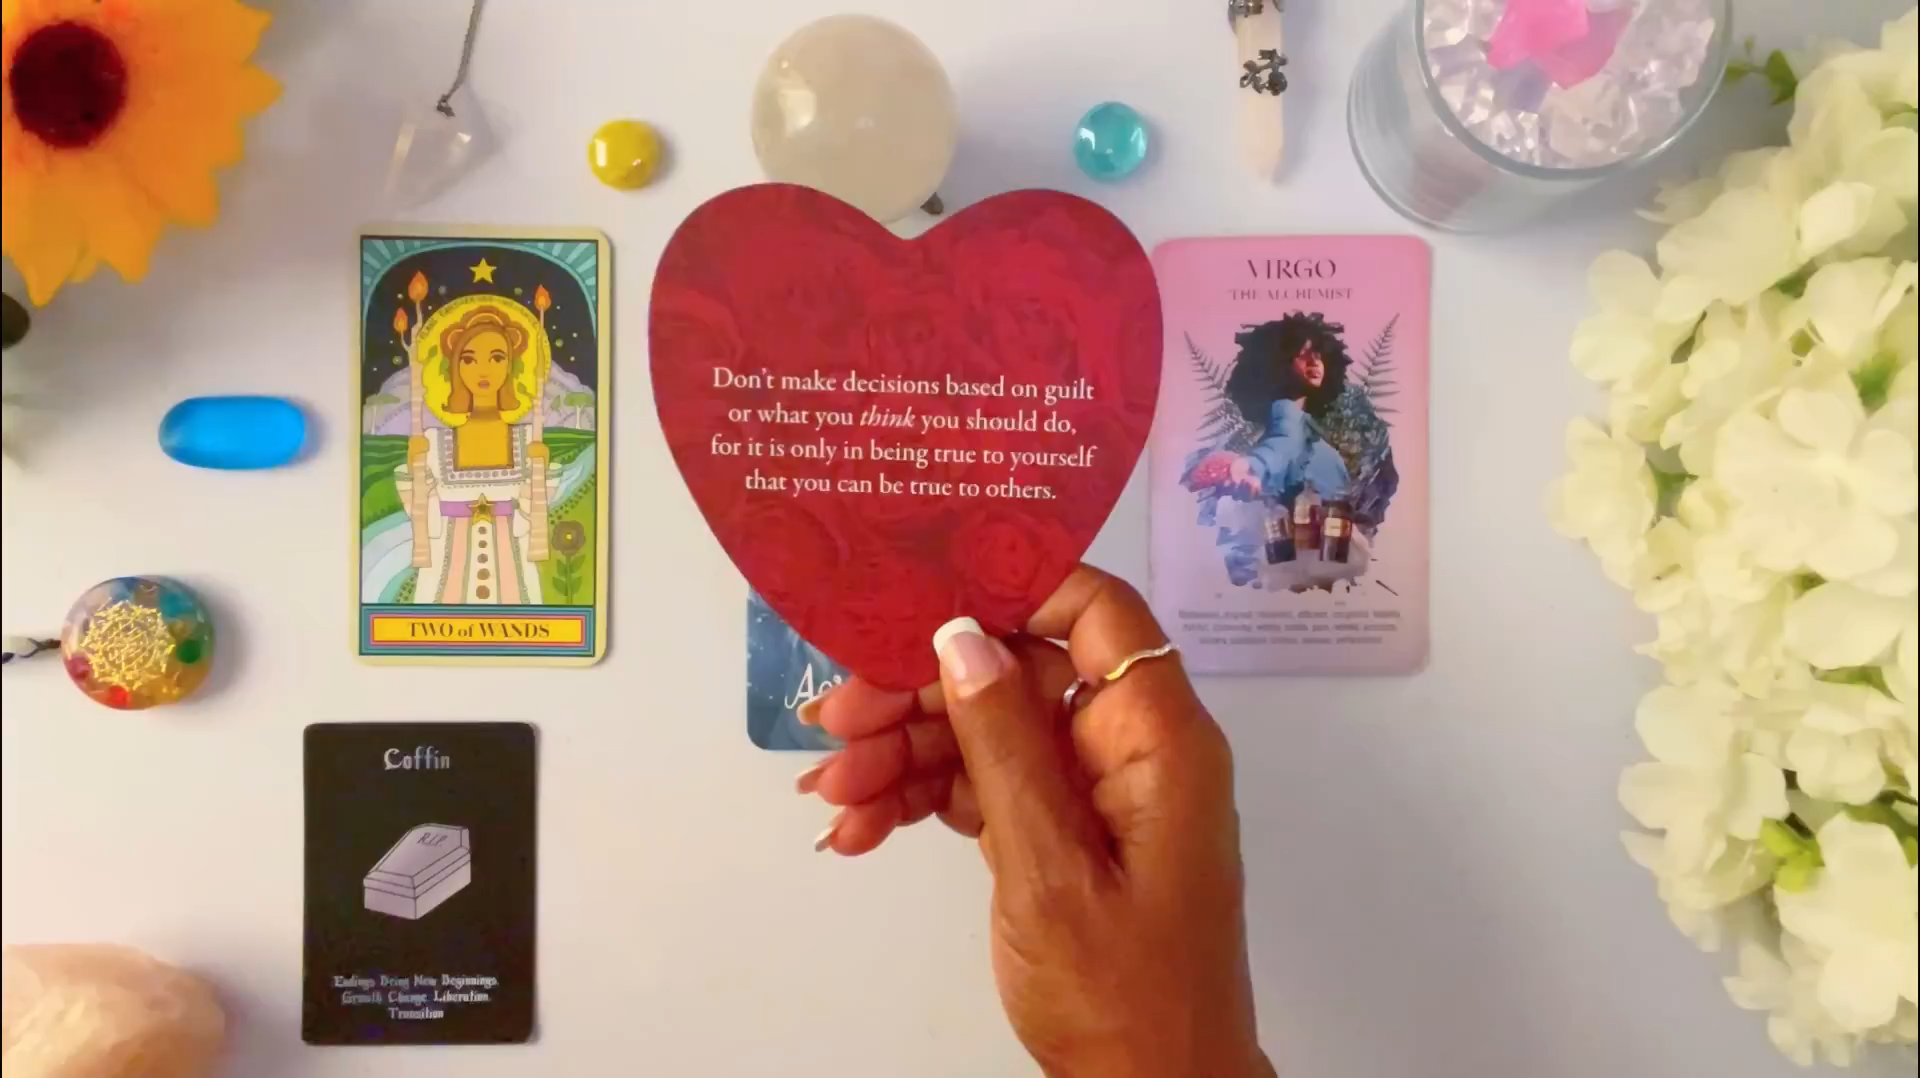 Don't make decisions based on guilt
or what you think you should do,
for it is only in being true to yourself
that you can be true to others.
VIRGO
THE ALCHEMIST
TWO of WANDS
Coffin
R.I.P.
Endings Bring New Beginnings.
Growth Change Liberation
Transition